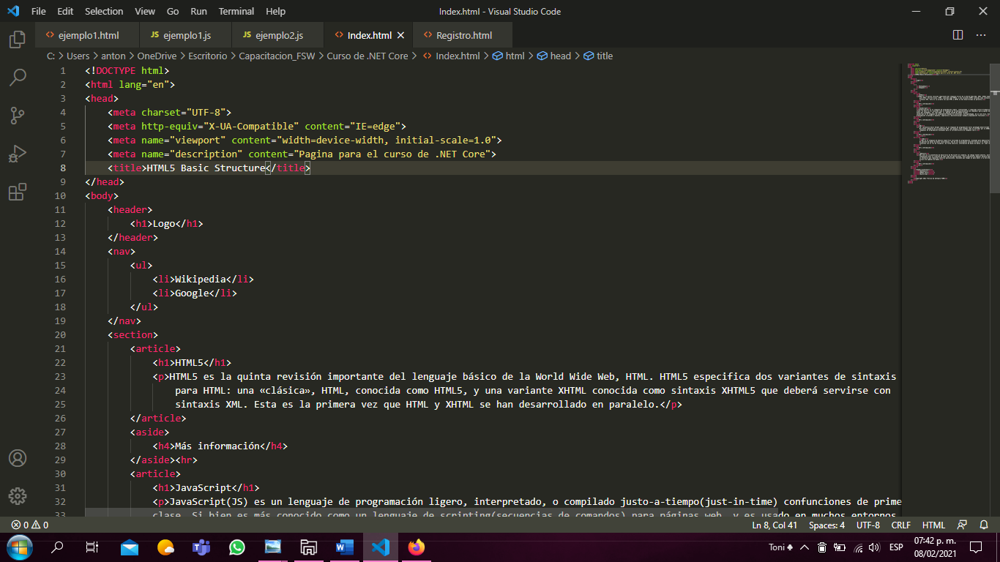 File Edit Selection View Go Run Terminal Help Index.html - Visual Studio Code
ejemplo1.html JS ejemplo1.js JS ejemplo2.js Index.html Registro.html
C: > Users > anton > OneDrive > Escritorio > Capacitacion_FSW > Curso de .NET Core > Index.html > html > head > title
1 <!DOCTYPE html>
2 <html lang="en">
3 <head>
4 <meta charset="UTF-8">
5 <meta http-equiv="X-UA-Compatible" content="IE=edge">
6 <meta name="viewport" content="width=device-width, initial-scale=1.0">
7 <meta name="description" content="Pagina para el curso de .NET Core">
8 <title>HTML5 Basic Structure</title>
9 </head>
10 <body>
11 <header>
12 <h1>Logo</h1>
13 </header>
14 <nav>
15 <ul>
16 <li>Wikipedia</li>
17 <li>Google</li>
18 </ul>
19 </nav>
20 <section>
21 <article>
22 <h1>HTML5</h1>
23 <p>HTML5 es la quinta revisión importante del lenguaje básico de la World Wide Web, HTML. HTML5 especifica dos variantes de sintaxis
24 para HTML: una «clásica», HTML, conocida como HTML5, y una variante XHTML conocida como sintaxis XHTML5 que deberá servirse con
25 sintaxis XML. Esta es la primera vez que HTML y XHTML se han desarrollado en paralelo.</p>
26 </article>
27 <aside>
28 <h4>Más información</h4>
29 </aside><hr>
30 <article>
31 <h1>JavaScript</h1>
32 <p>JavaScript(JS) es un lenguaje de programación ligero, interpretado, o compilado justo-a-tiempo(just-in-time) confunciones de prime
33 clase. Si bien es más conocido como un lenguaje de scripting(secuencias de comandos) para páginas web, y es usado en muchos entornos
0 0 Ln 8, Col 41 Spaces: 4 UTF-8 CRLF HTML
Toni ESP 07:42 p. m.
08/02/2021